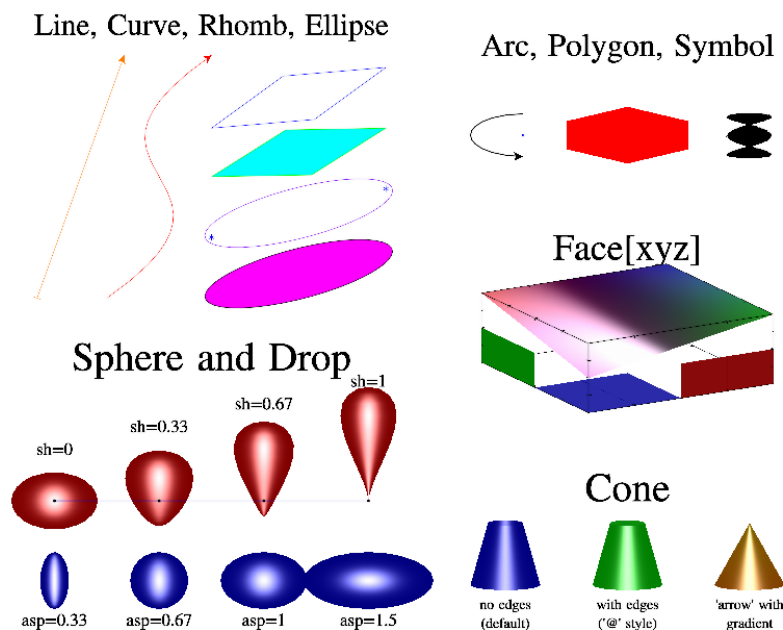 Line, Curve, Rhomb, Ellipse
Arc, Polygon, Symbol
Face[xyz]
Sphere and Drop
sh=0
sh=0.33
sh=0.67
sh=1
asp=0.33
asp=0.67
asp=1
asp=1.5
Cone
no edges
(default)
with edges
('@' style)
'arrow' with
gradient